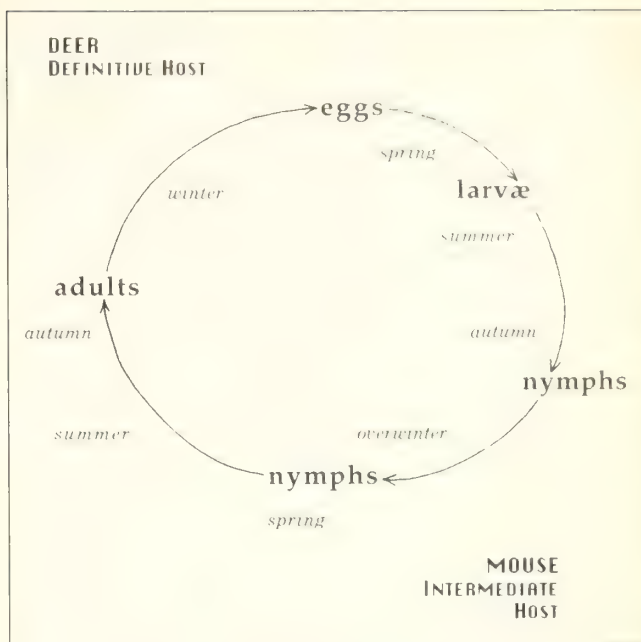 DEER
DEFINITIVE HOST
eggs
spring
larvæ
winter
summer
adults
autumn
autumn
nymphs
summer
overwinter
nymphs
spring
MOUSE
INTERMEDIATE
HOST